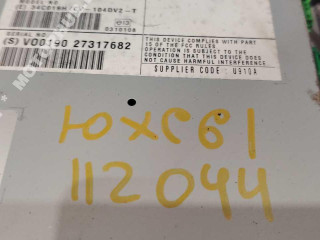 (S) V00190 27317682
THIS DEVICE COMPLIES WITH PART
15 OF THE FCC RULES
OPERATION IS SUBJECT TO THE
CONDITION THAT THIS DEVICE DOES
NOT CAUSE HARMFUL INTERFERENCE
SUPPLIER CODE : U910A
ЮХС61
112044